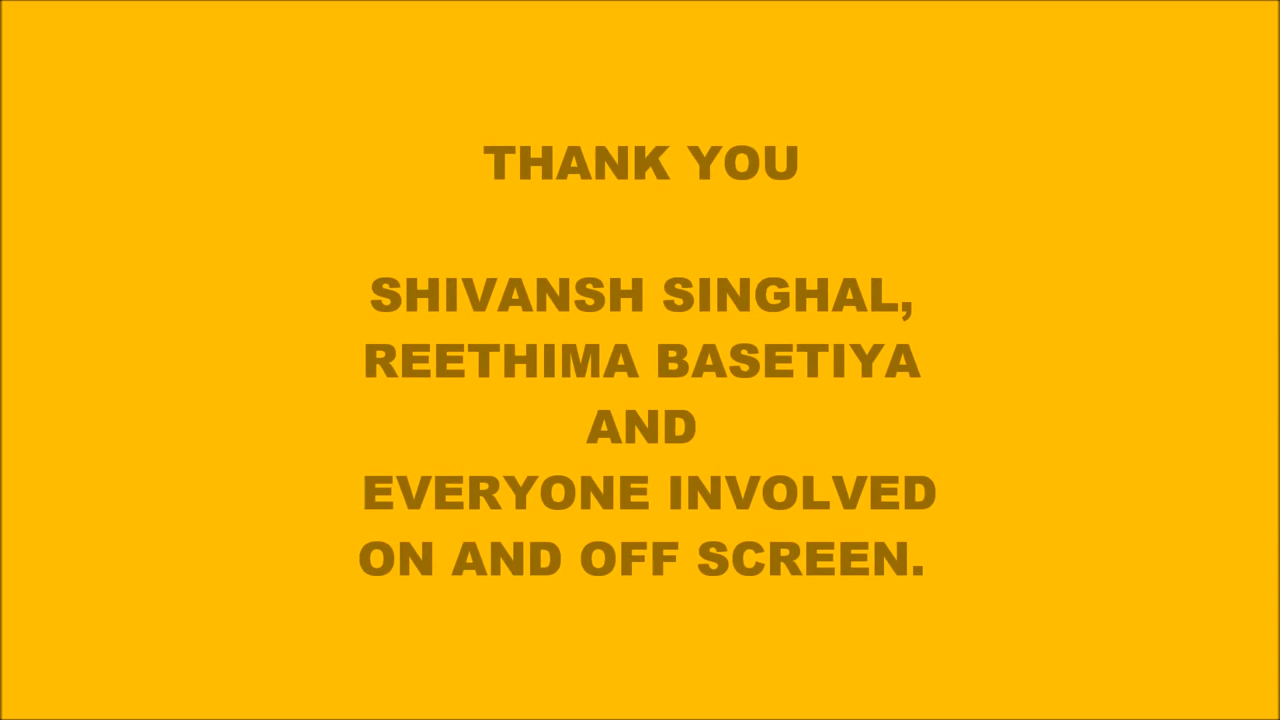 THANK YOU
SHIVANSH SINGHAL,
REETHIMA BASETIYA
AND
EVERYONE INVOLVED
ON AND OFF SCREEN.